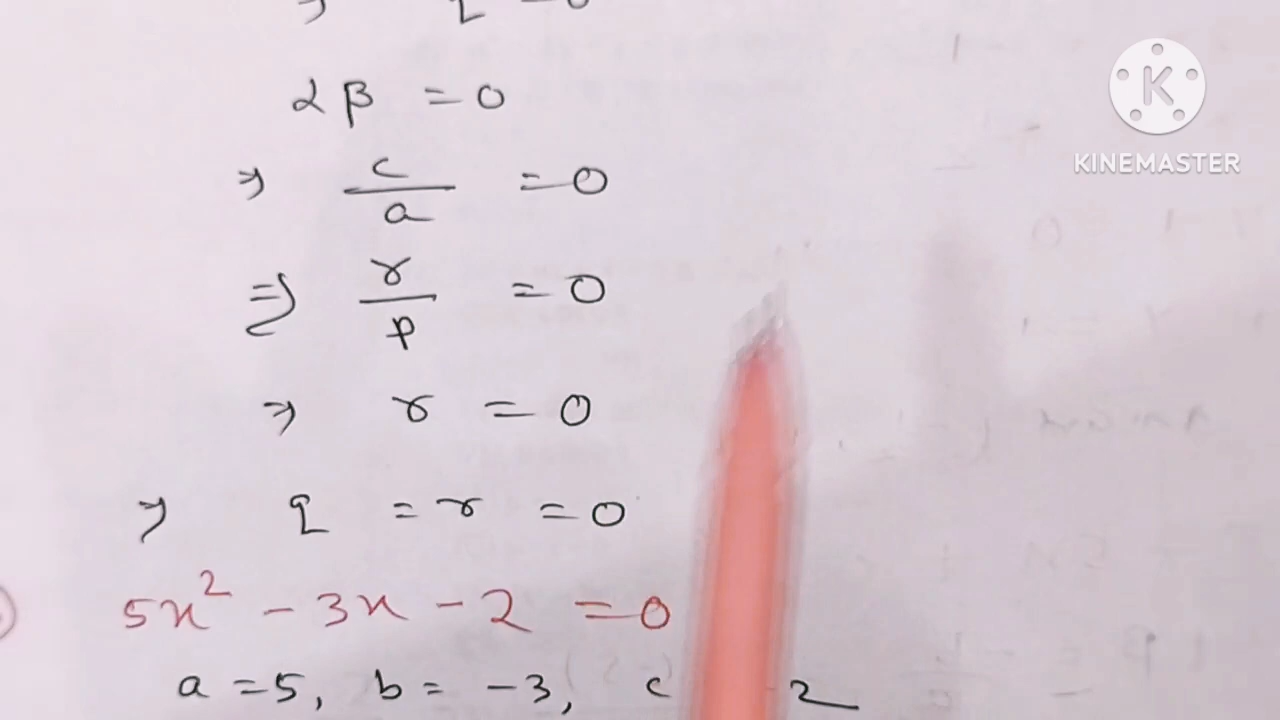 αβ = 0
⇒ c/a = 0
⇒ r/p = 0
⇒ r = 0
⇒ q = r = 0
5x² - 3x - 2 = 0
a = 5, b = -3, c 2
KINEMASTER